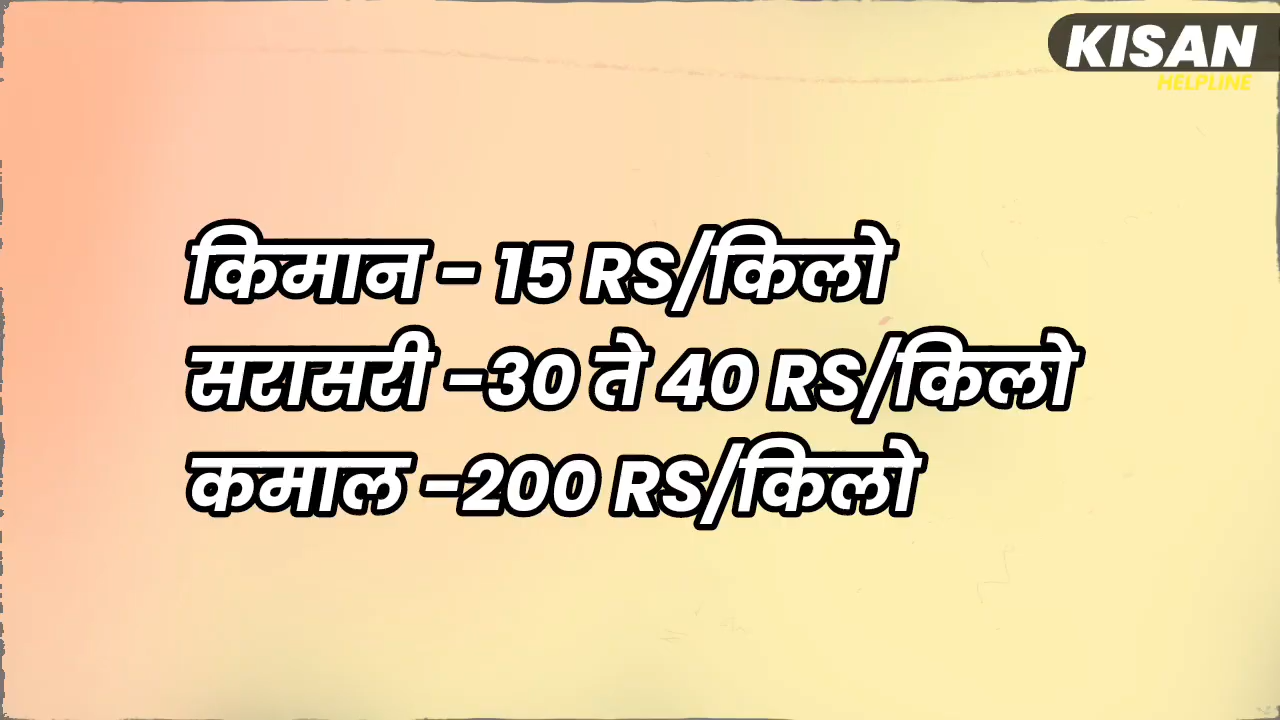 KISAN
HELPLINE
किमान - 15 RS/किलो
सरासरी -30 ते 40 RS/किलो
कमाल -200 RS/किलो